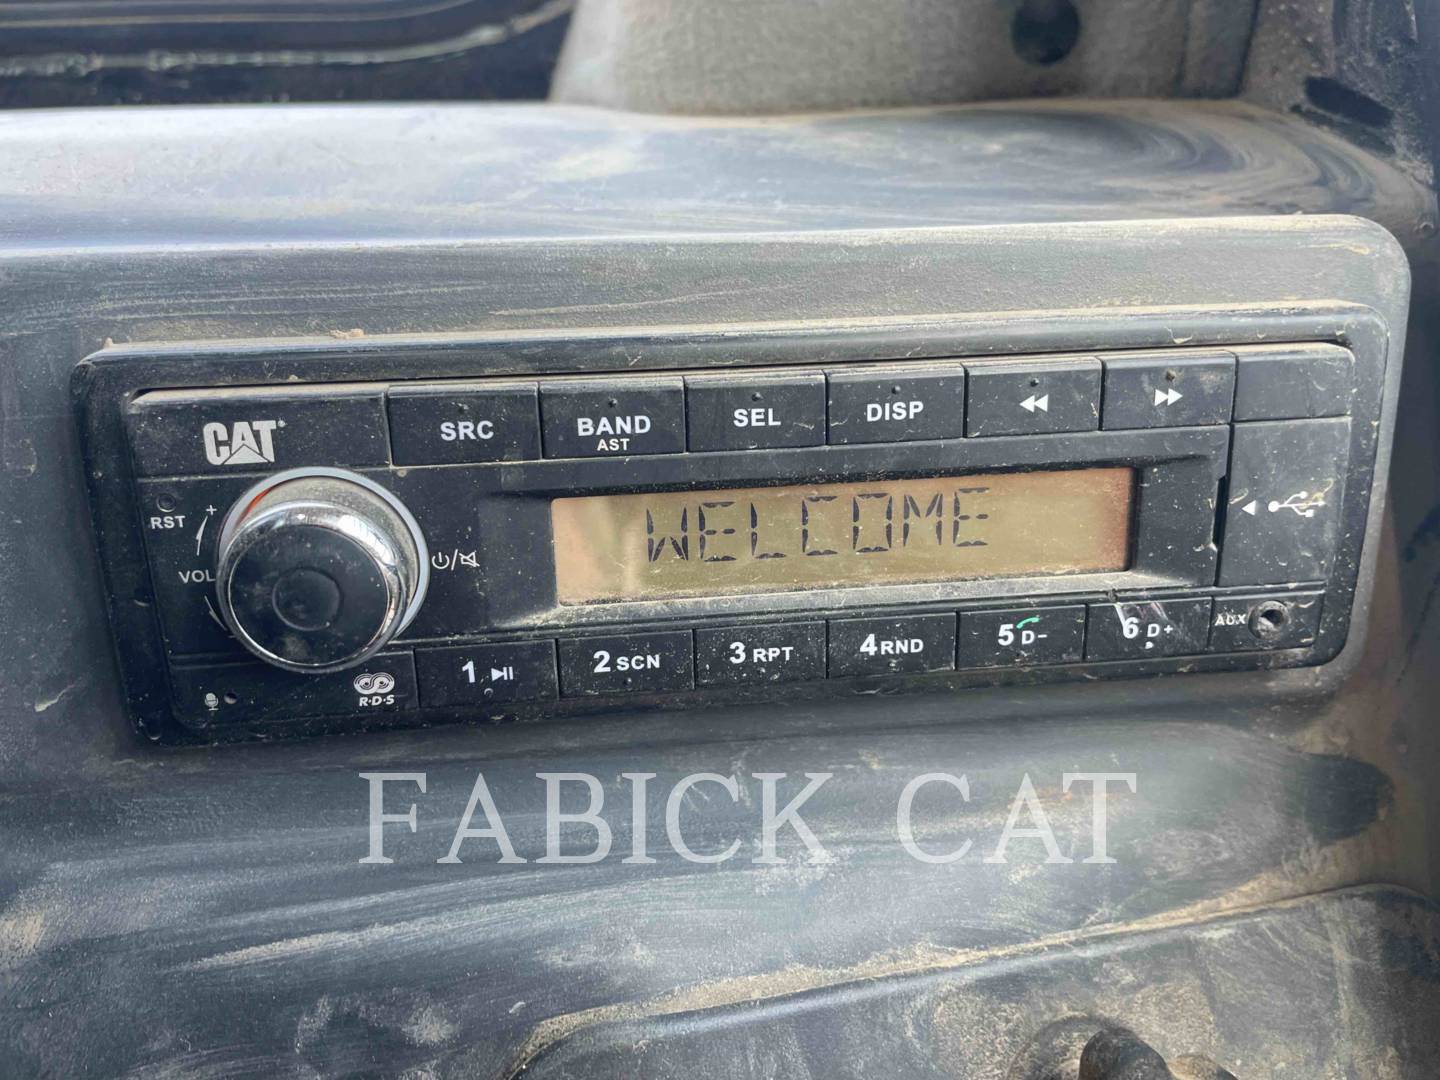 CAT
SRC
BAND
AST
SEL
DISP
RST
+
VOL
WELCOME
R·D·S
1
2 SCN
3 RPT
4 RND
5 D-
6 D+
AUX
FABICK CAT